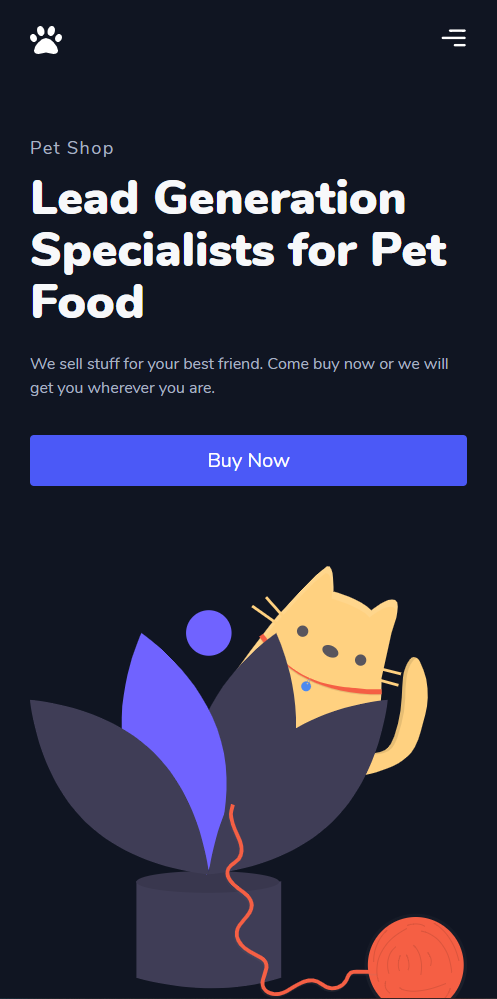 Pet Shop
Lead Generation
Specialists for Pet
Food
We sell stuff for your best friend. Come buy now or we will
get you wherever you are.
Buy Now